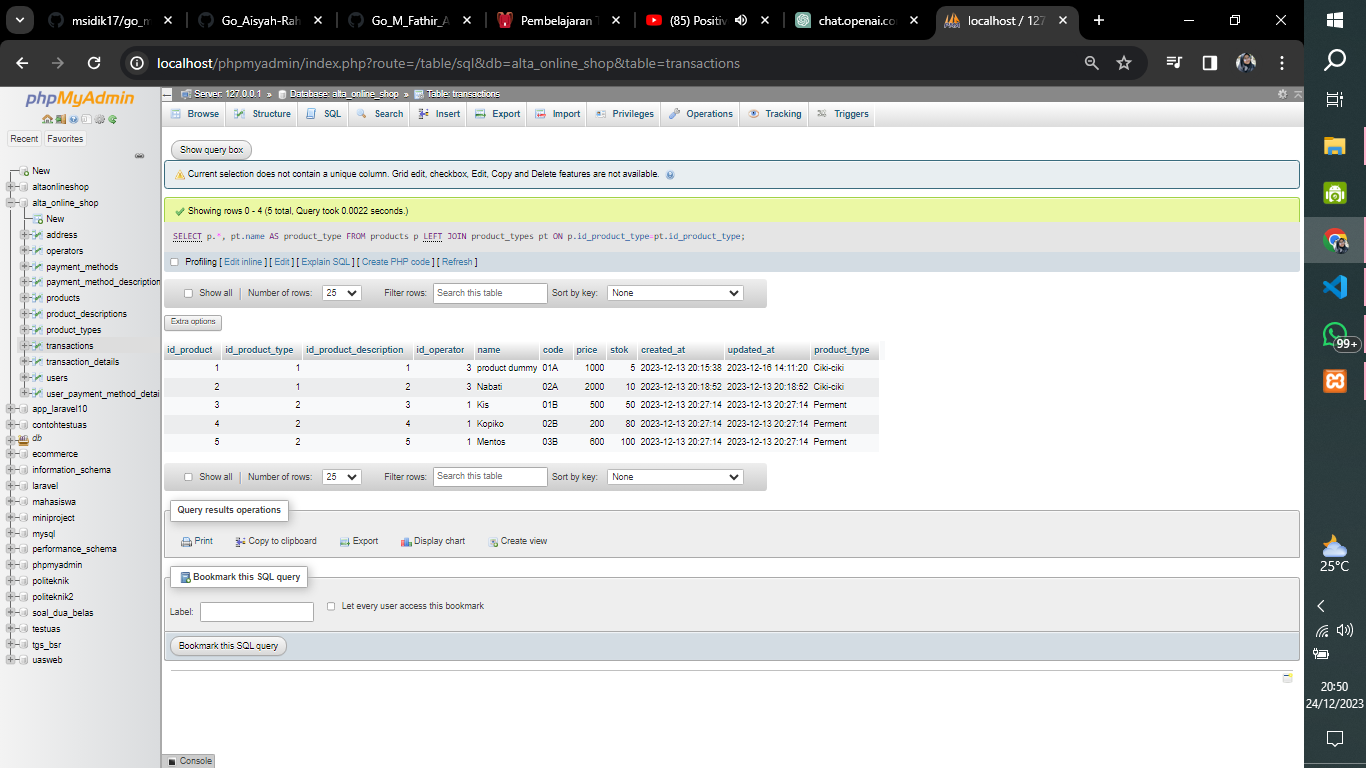 msidik17/go_m
Go_Aisyah-Rah
Go_M_Fathir_A
Pembelajaran T
(85) Positiv
chat.openai.co
localhost / 127
localhost/phpmyadmin/index.php?route=/table/sql&db=alta_online_shop&table=transactions
phpMyAdmin
Recent Favorites
New
altaonlineshop
alta_online_shop
New
address
operators
payment_methods
payment_method_description
products
product_descriptions
product_types
transactions
transaction_details
users
user_payment_method_detai
app_laravel10
contohtestuas
db
ecommerce
information_schema
laravel
mahasiswa
miniproject
mysql
performance_schema
phpmyadmin
politeknik
politeknik2
soal_dua_belas
testuas
tgs_bsr
uasweb
Server: 127.0.0.1 » Database: alta_online_shop » Table: transactions
Browse Structure SQL Search Insert Export Import Privileges Operations Tracking Triggers
Show query box
Current selection does not contain a unique column. Grid edit, checkbox, Edit, Copy and Delete features are not available.
Showing rows 0 - 4 (5 total, Query took 0.0022 seconds.)
SELECT p.*, pt.name AS product_type FROM products p LEFT JOIN product_types pt ON p.id_product_type=pt.id_product_type;
Profiling [ Edit inline ] [ Edit ] [ Explain SQL ] [ Create PHP code ] [ Refresh ]
Show all | Number of rows: 25 Filter rows: Search this table Sort by key: None
Extra options
id_product id_product_type id_product_description id_operator name code price stok created_at updated_at product_type
1 1 1 3 product dummy 01A 1000 5 2023-12-13 20:15:38 2023-12-16 14:11:20 Ciki-ciki
2 1 2 3 Nabati 02A 2000 10 2023-12-13 20:18:52 2023-12-13 20:18:52 Ciki-ciki
3 2 3 1 Kis 01B 500 50 2023-12-13 20:27:14 2023-12-13 20:27:14 Perment
4 2 4 1 Kopiko 02B 200 80 2023-12-13 20:27:14 2023-12-13 20:27:14 Perment
5 2 5 1 Mentos 03B 600 100 2023-12-13 20:27:14 2023-12-13 20:27:14 Perment
Show all | Number of rows: 25 Filter rows: Search this table Sort by key: None
Query results operations
Print Copy to clipboard Export Display chart Create view
Bookmark this SQL query
Label: Let every user access this bookmark
Bookmark this SQL query
Console
99+
25°C
20:50
24/12/2023